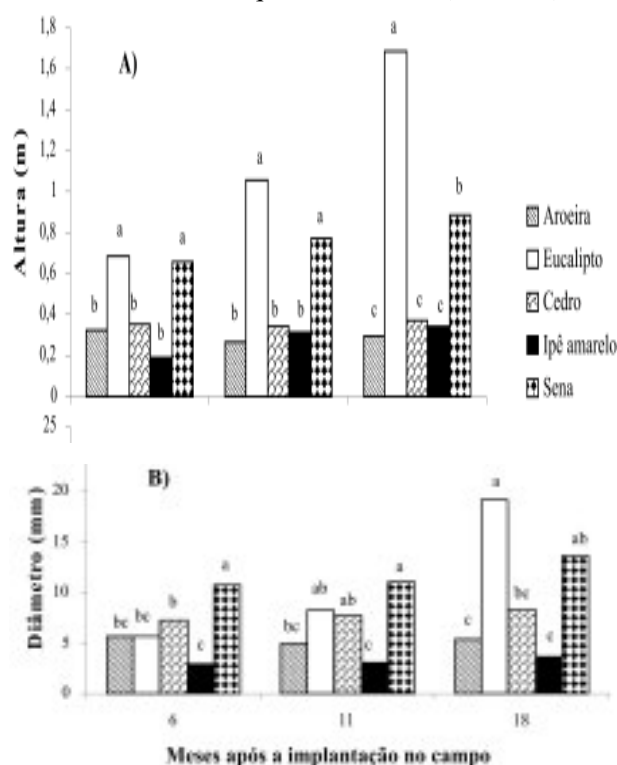 1,8
1,6
1,4
1,2
1
0,8
0,6
0,4
0,2
0
Altura (m)
A)
b a b b a
b a b b a
c a c c b
Aroeira
Eucalipto
Cedro
Ipê amarelo
Sena
25
20
15
10
5
0
Diâmetro (mm)
B)
bc bc b c a
bc ab ab c a
c a bc c ab
6 11 18
Meses após a implantação no campo